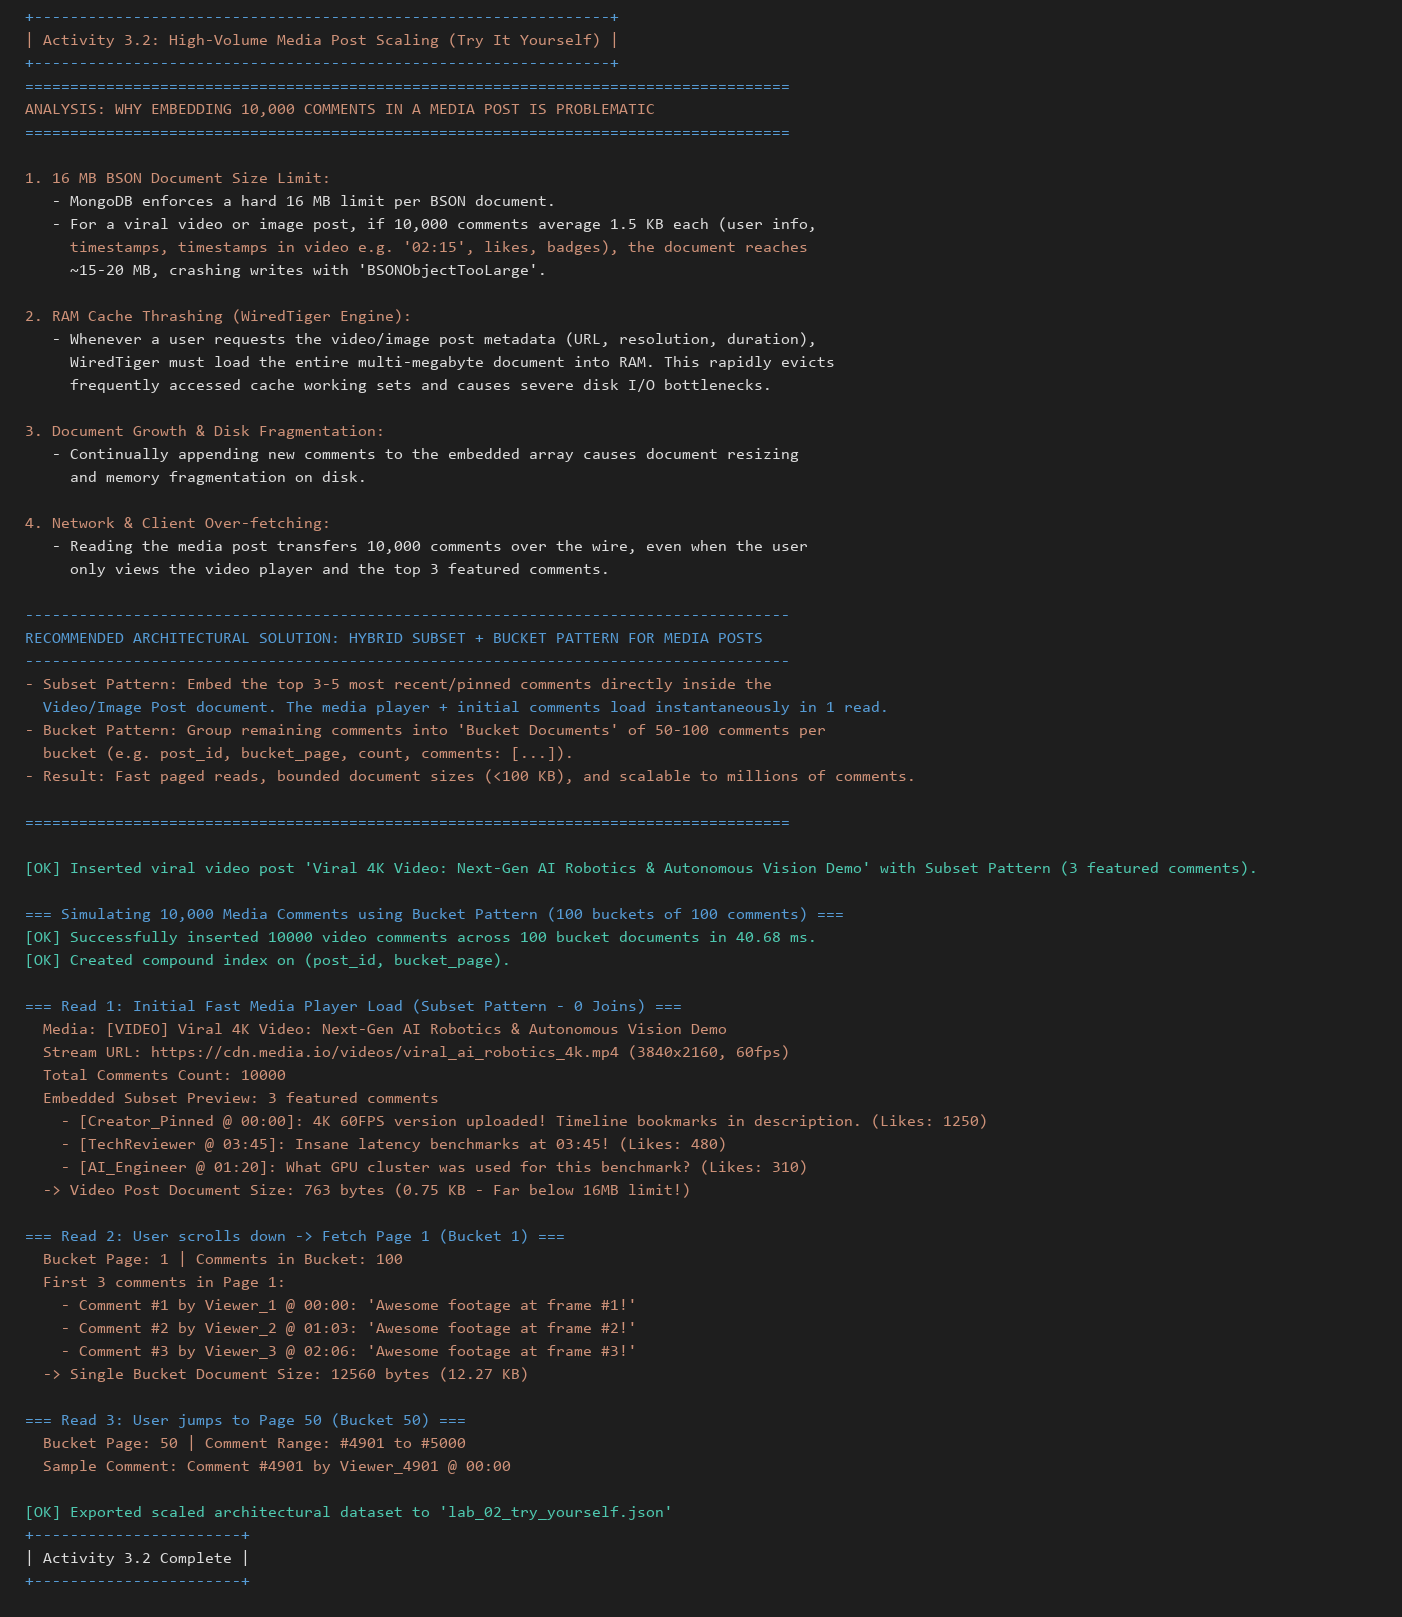 +----------------------------------------------------------------+
| Activity 3.2: High-Volume Media Post Scaling (Try It Yourself) |
+----------------------------------------------------------------+
=====================================================================================
ANALYSIS: WHY EMBEDDING 10,000 COMMENTS IN A MEDIA POST IS PROBLEMATIC
=====================================================================================
1. 16 MB BSON Document Size Limit:
   - MongoDB enforces a hard 16 MB limit per BSON document.
   - For a viral video or image post, if 10,000 comments average 1.5 KB each (user info,
     timestamps, timestamps in video e.g. '02:15', likes, badges), the document reaches
     ~15-20 MB, crashing writes with 'BSONObjectTooLarge'.
2. RAM Cache Thrashing (WiredTiger Engine):
   - Whenever a user requests the video/image post metadata (URL, resolution, duration),
     WiredTiger must load the entire multi-megabyte document into RAM. This rapidly evicts
     frequently accessed cache working sets and causes severe disk I/O bottlenecks.
3. Document Growth & Disk Fragmentation:
   - Continually appending new comments to the embedded array causes document resizing
     and memory fragmentation on disk.
4. Network & Client Over-fetching:
   - Reading the media post transfers 10,000 comments over the wire, even when the user
     only views the video player and the top 3 featured comments.
-------------------------------------------------------------------------------------
RECOMMENDED ARCHITECTURAL SOLUTION: HYBRID SUBSET + BUCKET PATTERN FOR MEDIA POSTS
-------------------------------------------------------------------------------------
- Subset Pattern: Embed the top 3-5 most recent/pinned comments directly inside the
  Video/Image Post document. The media player + initial comments load instantaneously in 1 read.
- Bucket Pattern: Group remaining comments into 'Bucket Documents' of 50-100 comments per
  bucket (e.g. post_id, bucket_page, count, comments: [...]).
- Result: Fast paged reads, bounded document sizes (<100 KB), and scalable to millions of comments.
=====================================================================================
[OK] Inserted viral video post 'Viral 4K Video: Next-Gen AI Robotics & Autonomous Vision Demo' with Subset Pattern (3 featured comments).
=== Simulating 10,000 Media Comments using Bucket Pattern (100 buckets of 100 comments) ===
[OK] Successfully inserted 10000 video comments across 100 bucket documents in 40.68 ms.
[OK] Created compound index on (post_id, bucket_page).
=== Read 1: Initial Fast Media Player Load (Subset Pattern - 0 Joins) ===
  Media: [VIDEO] Viral 4K Video: Next-Gen AI Robotics & Autonomous Vision Demo
  Stream URL: https://cdn.media.io/videos/viral_ai_robotics_4k.mp4 (3840x2160, 60fps)
  Total Comments Count: 10000
  Embedded Subset Preview: 3 featured comments
    - [Creator_Pinned @ 00:00]: 4K 60FPS version uploaded! Timeline bookmarks in description. (Likes: 1250)
    - [TechReviewer @ 03:45]: Insane latency benchmarks at 03:45! (Likes: 480)
    - [AI_Engineer @ 01:20]: What GPU cluster was used for this benchmark? (Likes: 310)
  -> Video Post Document Size: 763 bytes (0.75 KB - Far below 16MB limit!)
=== Read 2: User scrolls down -> Fetch Page 1 (Bucket 1) ===
  Bucket Page: 1 | Comments in Bucket: 100
  First 3 comments in Page 1:
    - Comment #1 by Viewer_1 @ 00:00: 'Awesome footage at frame #1!'
    - Comment #2 by Viewer_2 @ 01:03: 'Awesome footage at frame #2!'
    - Comment #3 by Viewer_3 @ 02:06: 'Awesome footage at frame #3!'
  -> Single Bucket Document Size: 12560 bytes (12.27 KB)
=== Read 3: User jumps to Page 50 (Bucket 50) ===
  Bucket Page: 50 | Comment Range: #4901 to #5000
  Sample Comment: Comment #4901 by Viewer_4901 @ 00:00
[OK] Exported scaled architectural dataset to 'lab_02_try_yourself.json'
+-----------------------+
| Activity 3.2 Complete |
+-----------------------+